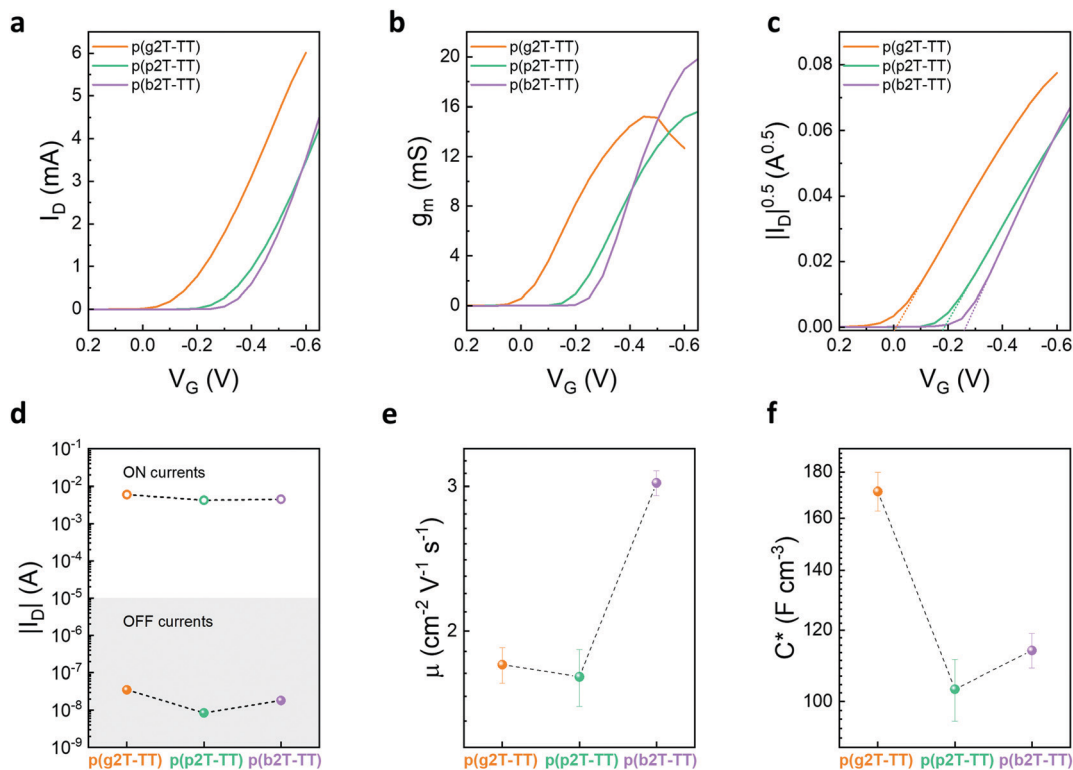 a
p(g2T-TT)
p(p2T-TT)
p(b2T-TT)
6
5
4
3
2
1
0
I_D (mA)
0.2 0.0 -0.2 -0.4 -0.6
V_G (V)
b
p(g2T-TT)
p(p2T-TT)
p(b2T-TT)
20
16
12
8
4
0
g_m (mS)
0.2 0.0 -0.2 -0.4 -0.6
V_G (V)
c
p(g2T-TT)
p(p2T-TT)
p(b2T-TT)
0.08
0.06
0.04
0.02
0.00
|I_D|^0.5 (A^0.5)
0.2 0.0 -0.2 -0.4 -0.6
V_G (V)
d
10^-1
10^-2
10^-3
10^-4
10^-5
10^-6
10^-7
10^-8
10^-9
|I_D| (A)
ON currents
OFF currents
p(g2T-TT) p(p2T-TT) p(b2T-TT)
e
3
2
μ (cm^-2 V^-1 s^-1)
p(g2T-TT) p(p2T-TT) p(b2T-TT)
f
180
160
140
120
100
C* (F cm^-3)
p(g2T-TT) p(p2T-TT) p(b2T-TT)